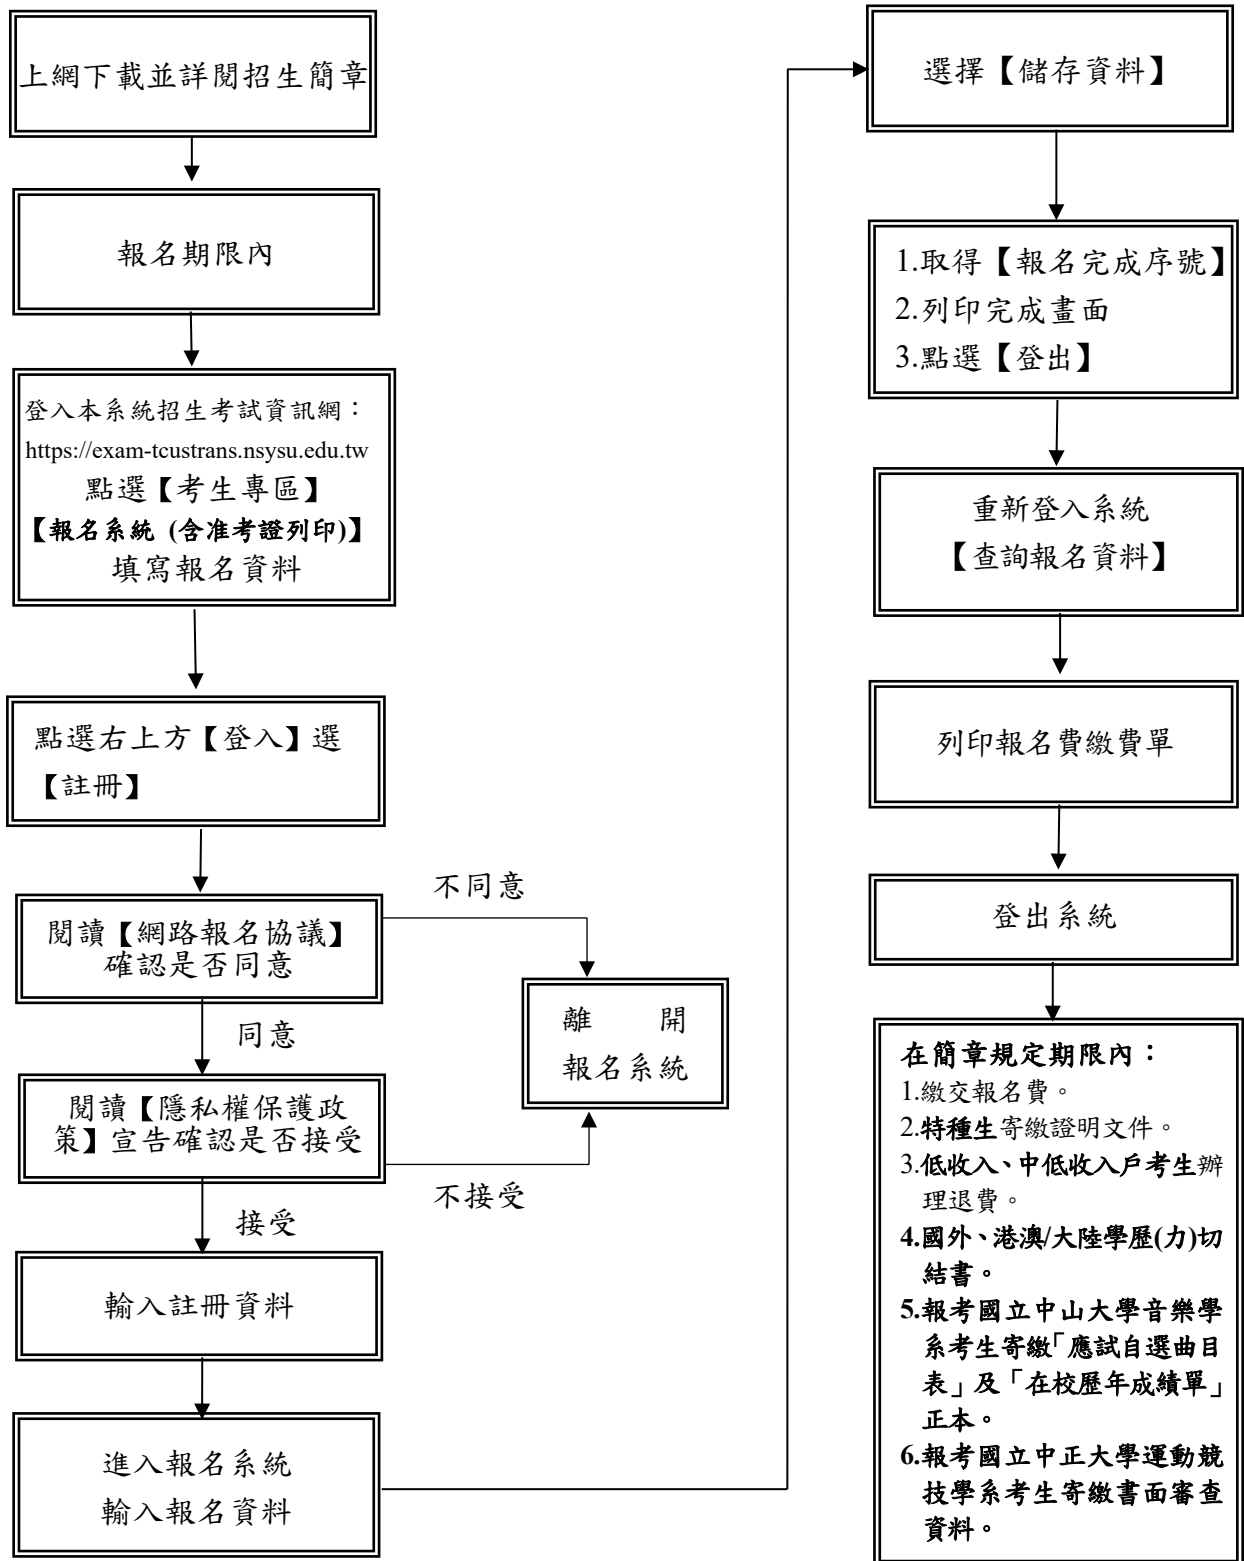 上網下載並詳閱招生簡章
報名期限內
登入本系統招生考試資訊網：
https://exam-tcustrans.nsysu.edu.tw
點選【考生專區】
【報名系統 (含准考證列印)】
填寫報名資料
點選右上方【登入】選
【註冊】
閱讀【網路報名協議】
確認是否同意
不同意
同意
離　　開
報名系統
閱讀【隱私權保護政
策】宣告確認是否接受
不接受
接受
輸入註冊資料
進入報名系統
輸入報名資料
選擇【儲存資料】
1.取得【報名完成序號】
2.列印完成畫面
3.點選【登出】
重新登入系統
【查詢報名資料】
列印報名費繳費單
登出系統
在簡章規定期限內：
1.繳交報名費。
2.特種生寄繳證明文件。
3.低收入、中低收入戶考生辦
理退費。
4.國外、港澳/大陸學歷(力)切
結書。
5.報考國立中山大學音樂學
系考生寄繳「應試自選曲目
表」及「在校歷年成績單」
正本。
6.報考國立中正大學運動競
技學系考生寄繳書面審查
資料。